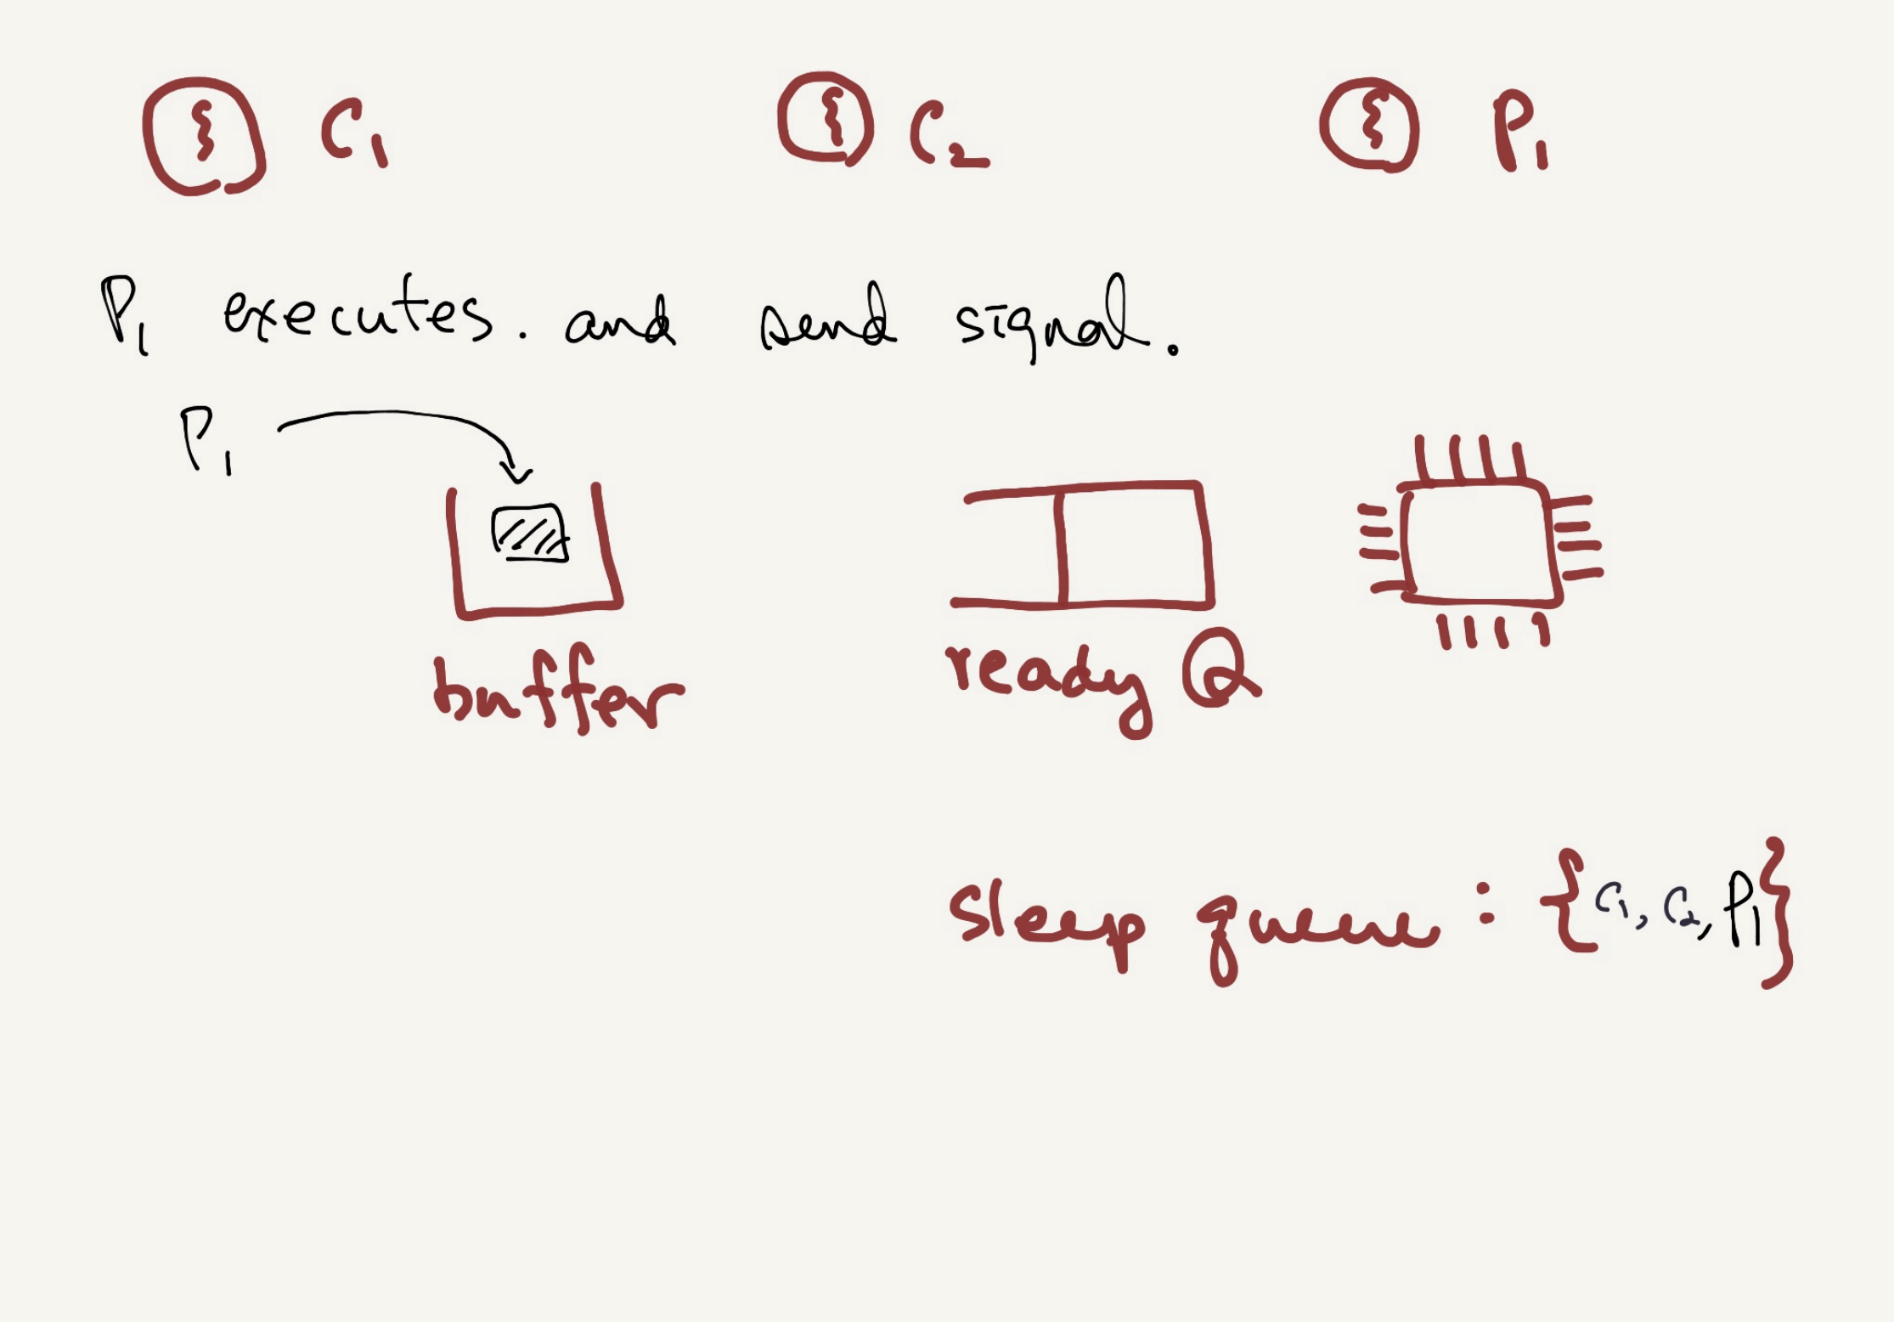 C1 C2 P1
P1 executes. and send signal.
P1
buffer
ready Q
sleep queue : {C1, C2, P1}